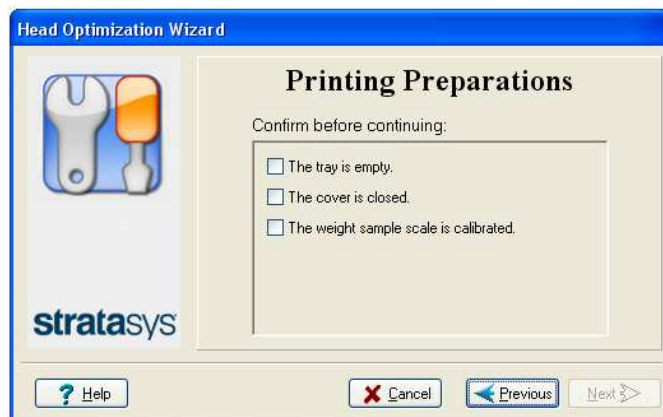 Head Optimization Wizard
Printing Preparations
Confirm before continuing:
The tray is empty.
The cover is closed.
The weight sample scale is calibrated.
stratasys
? Help
Cancel
Previous
Next